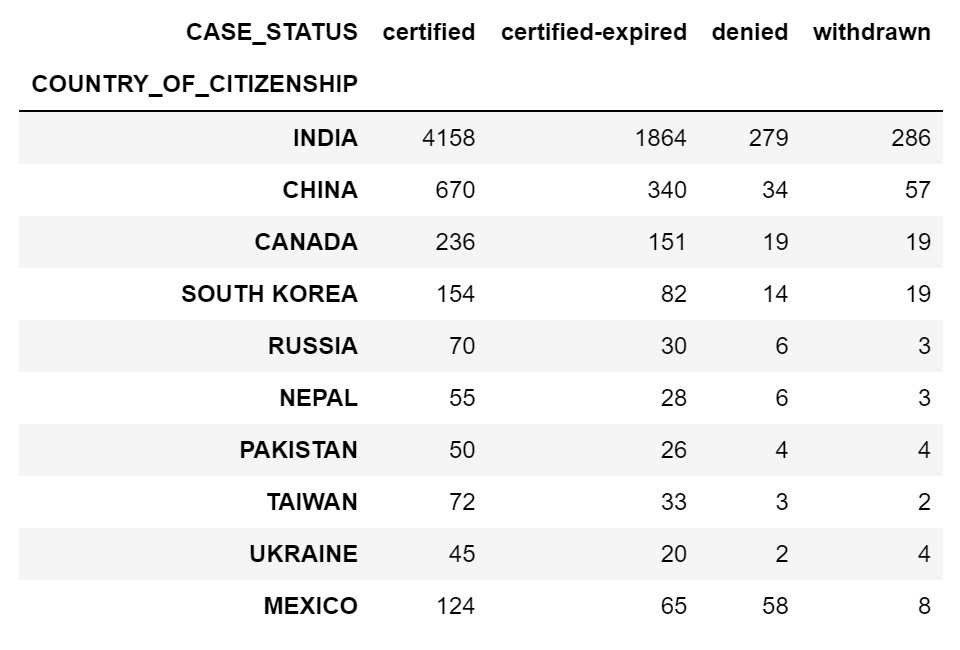 CASE_STATUS certified certified-expired denied withdrawn
COUNTRY_OF_CITIZENSHIP
INDIA 4158 1864 279 286
CHINA 670 340 34 57
CANADA 236 151 19 19
SOUTH KOREA 154 82 14 19
RUSSIA 70 30 6 3
NEPAL 55 28 6 3
PAKISTAN 50 26 4 4
TAIWAN 72 33 3 2
UKRAINE 45 20 2 4
MEXICO 124 65 58 8